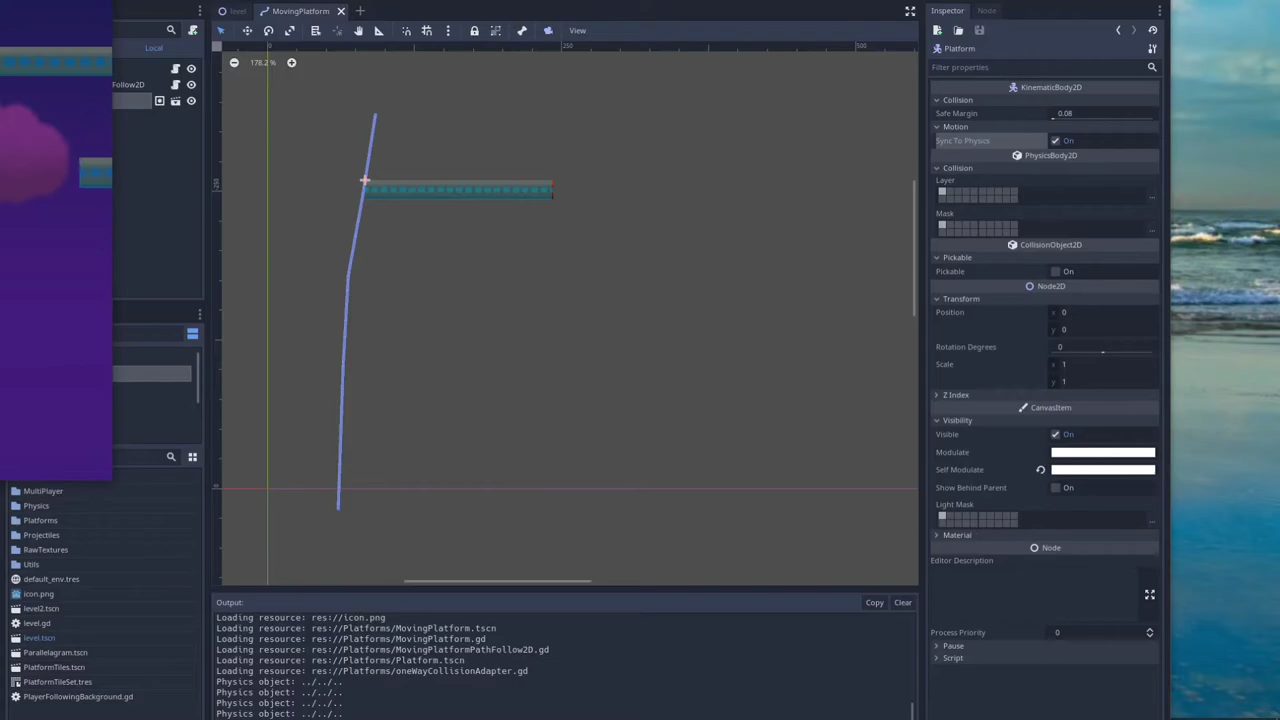 level
MovingPlatform
Inspector
Node
Local
View
Platform
178.2 %
0
250
500
Filter properties
Follow2D
KinematicBody2D
Collision
Safe Margin
0.08
Motion
Sync To Physics
On
PhysicsBody2D
Collision
Layer
...
Mask
...
CollisionObject2D
Pickable
Pickable
On
Node2D
Transform
Position
x 0
y 0
Rotation Degrees
0
Scale
x 1
y 1
Z Index
CanvasItem
Visibility
Visible
On
Modulate
Self Modulate
Show Behind Parent
On
Light Mask
...
Material
Node
Editor Description
Process Priority
0
Pause
Script
MultiPlayer
Physics
Platforms
Projectiles
RawTextures
Utils
default_env.tres
icon.png
level2.tscn
level.gd
level.tscn
Parallelagram.tscn
PlatformTiles.tscn
PlatformTileSet.tres
PlayerFollowingBackground.gd
Output:
Copy
Clear
Loading resource: res://icon.png
Loading resource: res://Platforms/MovingPlatform.tscn
Loading resource: res://Platforms/MovingPlatform.gd
Loading resource: res://Platforms/MovingPlatformPathFollow2D.gd
Loading resource: res://Platforms/Platform.tscn
Loading resource: res://Platforms/oneWayCollisionAdapter.gd
Physics object: ../../..
Physics object: ../../..
Physics object: ../../..